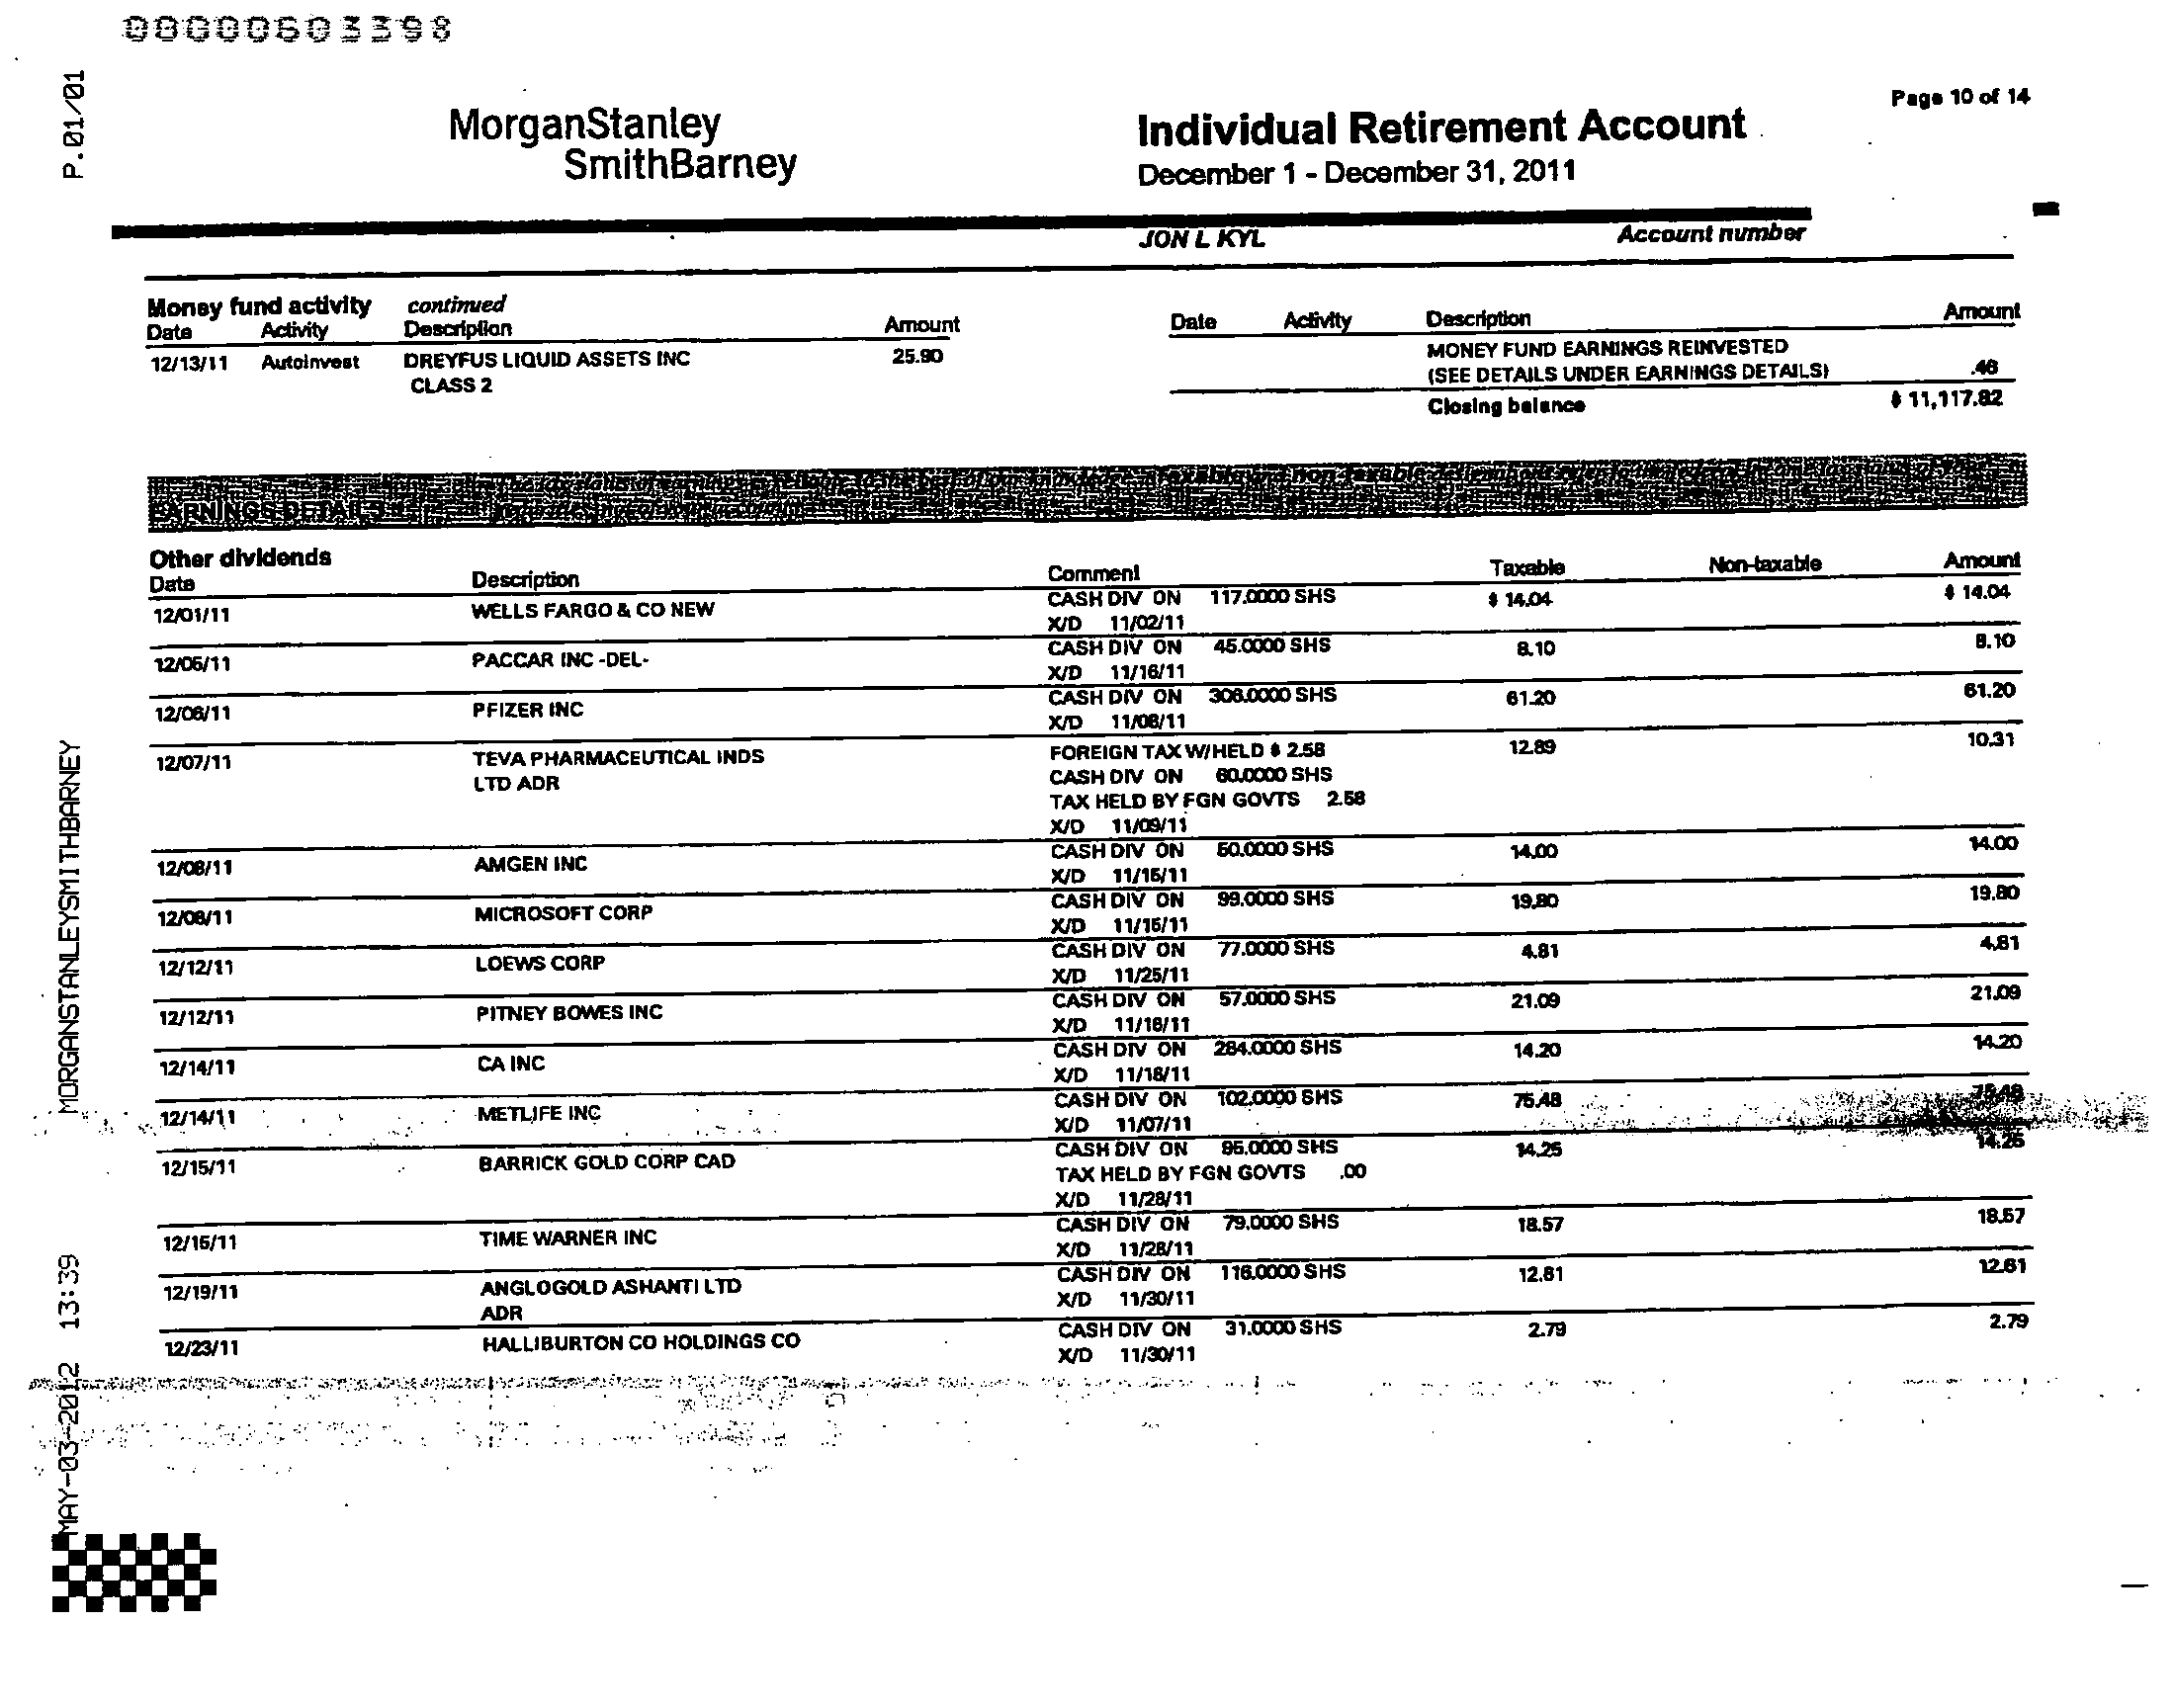 00000503398
P.01/01
MorganStanley
SmithBarney
Individual Retirement Account
December 1 - December 31, 2011
Page 10 of 14
JON L KYL Account number
Money fund activity continued
Date Activity Description Amount
12/13/11 Autoinvest DREYFUS LIQUID ASSETS INC 25.90
CLASS 2
Date Activity Description Amount
MONEY FUND EARNINGS REINVESTED
(SEE DETAILS UNDER EARNINGS DETAILS) .46
Closing balance $ 11,117.82
EARNINGS DETAILS
Other dividends
Date Description Comment Taxable Non-taxable Amount
12/01/11 WELLS FARGO & CO NEW CASH DIV ON 117.0000 SHS $ 14.04 $ 14.04
X/D 11/02/11
12/05/11 PACCAR INC -DEL- CASH DIV ON 45.0000 SHS 8.10 8.10
X/D 11/16/11
12/06/11 PFIZER INC CASH DIV ON 306.0000 SHS 61.20 61.20
X/D 11/08/11
12/07/11 TEVA PHARMACEUTICAL INDS FOREIGN TAX W/HELD $ 2.58 12.89 10.31
LTD ADR CASH DIV ON 60.0000 SHS
TAX HELD BY FGN GOVTS 2.58
X/D 11/09/11
12/08/11 AMGEN INC CASH DIV ON 50.0000 SHS 14.00 14.00
X/D 11/15/11
12/08/11 MICROSOFT CORP CASH DIV ON 99.0000 SHS 19.80 19.80
X/D 11/15/11
12/12/11 LOEWS CORP CASH DIV ON 77.0000 SHS 4.81 4.81
X/D 11/25/11
12/12/11 PITNEY BOWES INC CASH DIV ON 57.0000 SHS 21.09 21.09
X/D 11/18/11
12/14/11 CA INC CASH DIV ON 284.0000 SHS 14.20 14.20
X/D 11/18/11
12/14/11 METLIFE INC CASH DIV ON 102.0000 SHS 75.48 75.48
X/D 11/07/11
12/15/11 BARRICK GOLD CORP CAD CASH DIV ON 95.0000 SHS 14.25 14.25
TAX HELD BY FGN GOVTS .00
X/D 11/28/11
12/15/11 TIME WARNER INC CASH DIV ON 79.0000 SHS 18.57 18.57
X/D 11/28/11
12/19/11 ANGLOGOLD ASHANTI LTD CASH DIV ON 116.0000 SHS 12.61 12.61
ADR X/D 11/30/11
12/23/11 HALLIBURTON CO HOLDINGS CO CASH DIV ON 31.0000 SHS 2.79 2.79
X/D 11/30/11
MAY-03-2012 13:39 MORGANSTANLEYSMITHBARNEY